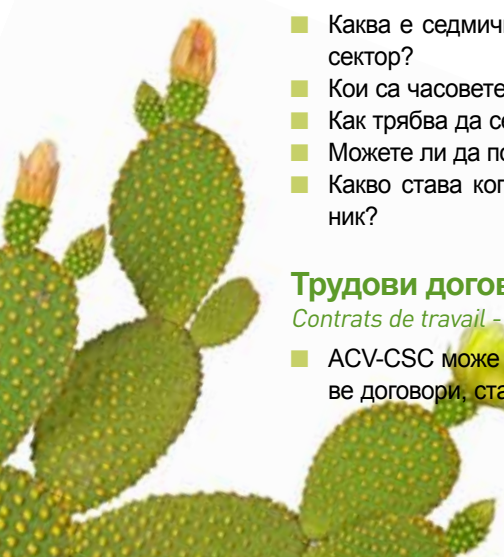 Каква е седмичн
сектор?
Кои са часовете
Как трябва да се
Можете ли да по
Какво става ког
ник?
Трудови догов
Contrats de travail -
ACV-CSC може
ве договори, ста